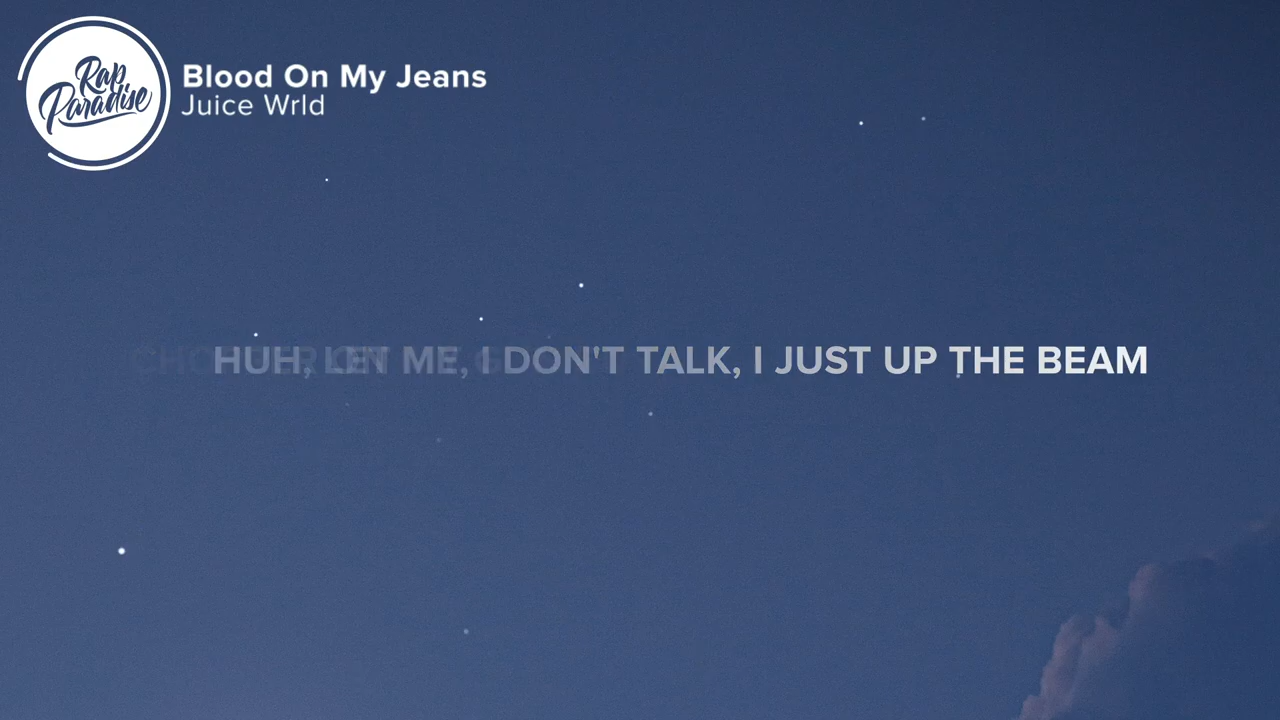 Rap
Paradise
Blood On My Jeans
Juice Wrld
HUH, LET ME, I DON'T TALK, I JUST UP THE BEAM